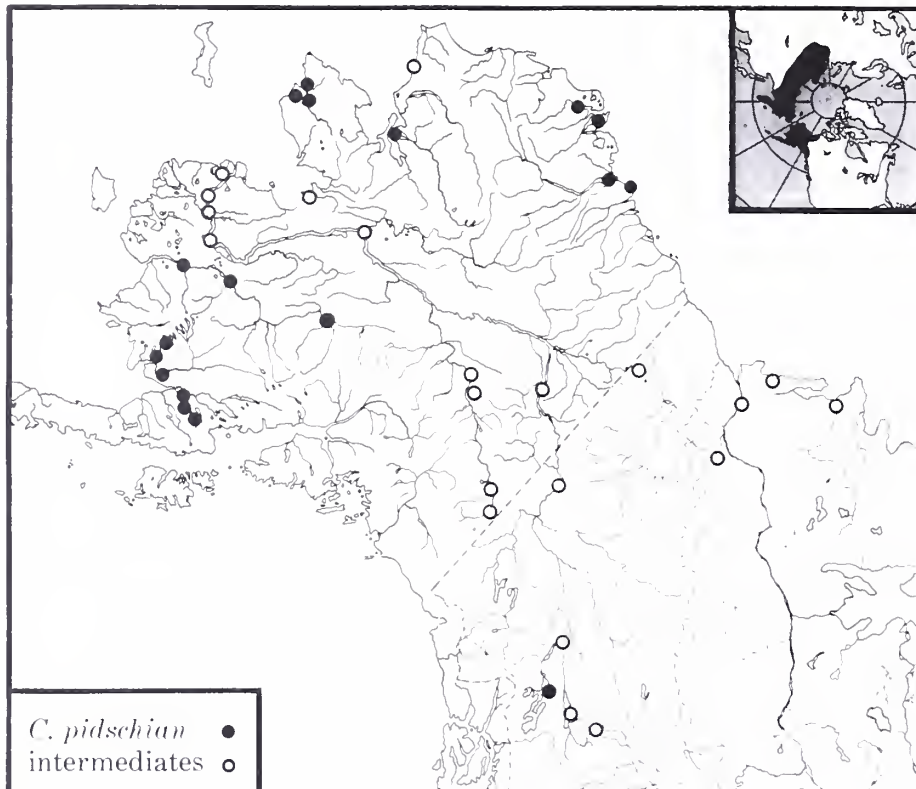 C. pidschian ●
intermediates ○